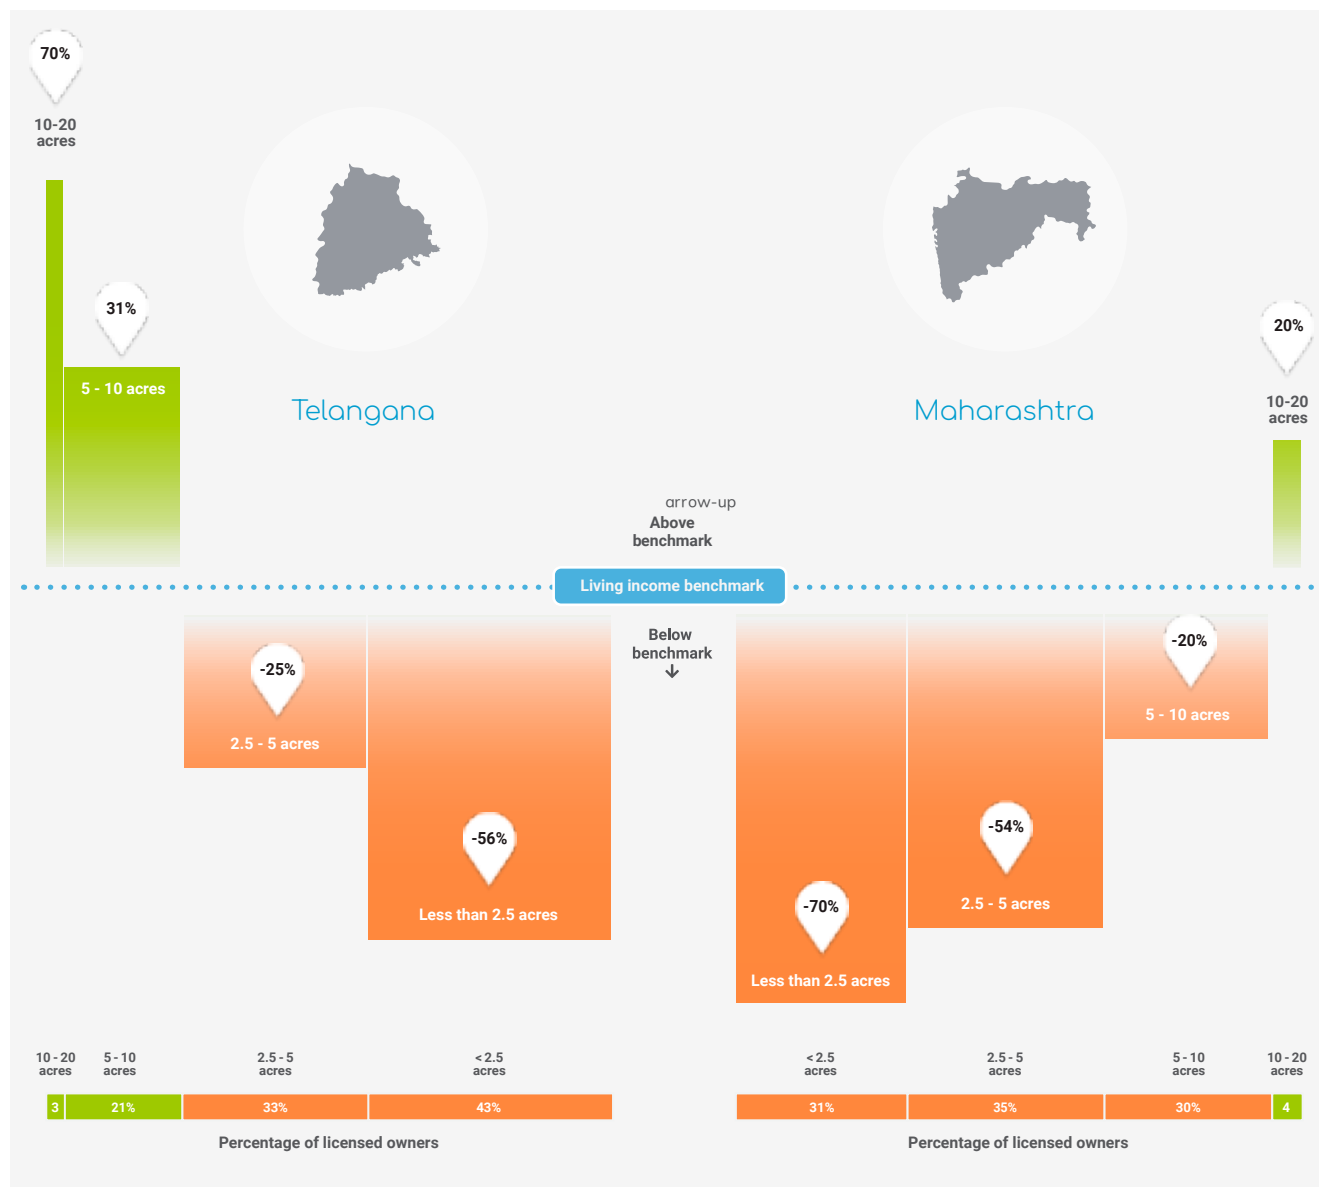 70%
10-20
acres
31%
5 - 10 acres
Telangana
Maharashtra
20%
10-20
acres
arrow-up
Above
benchmark
Living income benchmark
Below
benchmark
-25%
2.5 - 5 acres
-56%
Less than 2.5 acres
-70%
Less than 2.5 acres
-54%
2.5 - 5 acres
-20%
5 - 10 acres
10 - 20
acres
5 - 10
acres
2.5 - 5
acres
< 2.5
acres
3
21%
33%
43%
Percentage of licensed owners
< 2.5
acres
2.5 - 5
acres
5 - 10
acres
10 - 20
acres
31%
35%
30%
4
Percentage of licensed owners